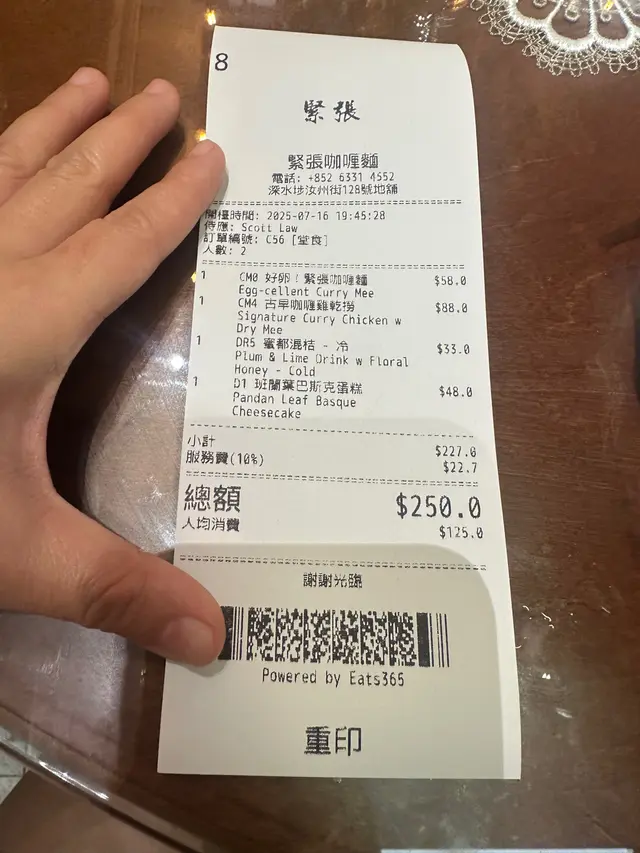 8
緊張
緊張咖喱麵
電話: +852 6331 4552
深水埗汝州街128號地舖
開檯時間: 2025-07-16 19:45:28
侍應: Scott Law
訂單編號: C56 [堂食]
人數: 2
1 CM0 好卵！緊張咖喱麵 $58.0
Egg-cellent Curry Mee
1 CM4 古早咖喱雞乾撈 $88.0
Signature Curry Chicken w
Dry Mee
1 DR5 蜜都混桔 - 冷 $33.0
Plum & Lime Drink w Floral
Honey - Cold
1 D1 班蘭葉巴斯克蛋糕 $48.0
Pandan Leaf Basque
Cheesecake
小計 $227.0
服務費(10%) $22.7
總額 $250.0
人均消費 $125.0
謝謝光臨
Powered by Eats365
重印